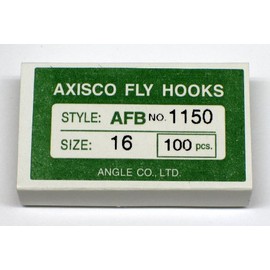 AXISCO FLY HOOKS
STYLE: AFB NO. 1150
SIZE: 16 100 pcs.
ANGLE CO., LTD.